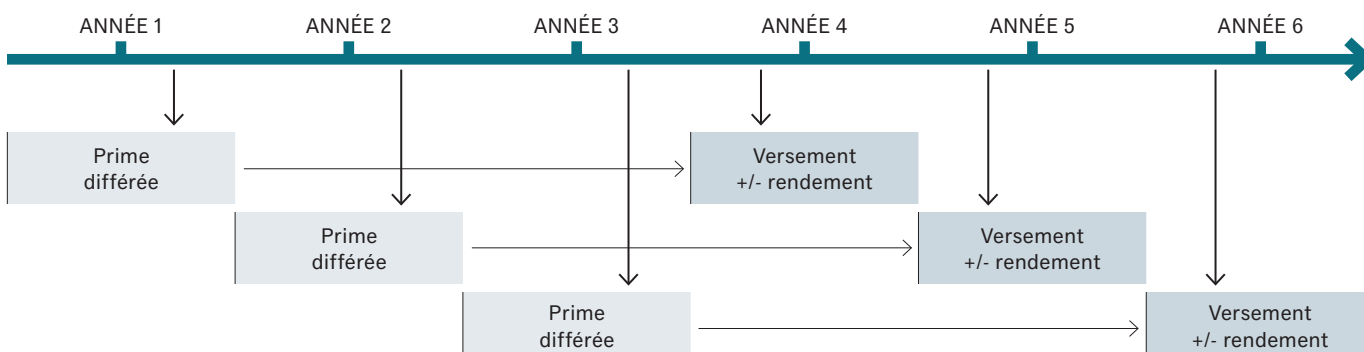 ANNÉE 1 ANNÉE 2 ANNÉE 3 ANNÉE 4 ANNÉE 5 ANNÉE 6
Prime
différée
Versement
+/- rendement
Prime
différée
Versement
+/- rendement
Prime
différée
Versement
+/- rendement